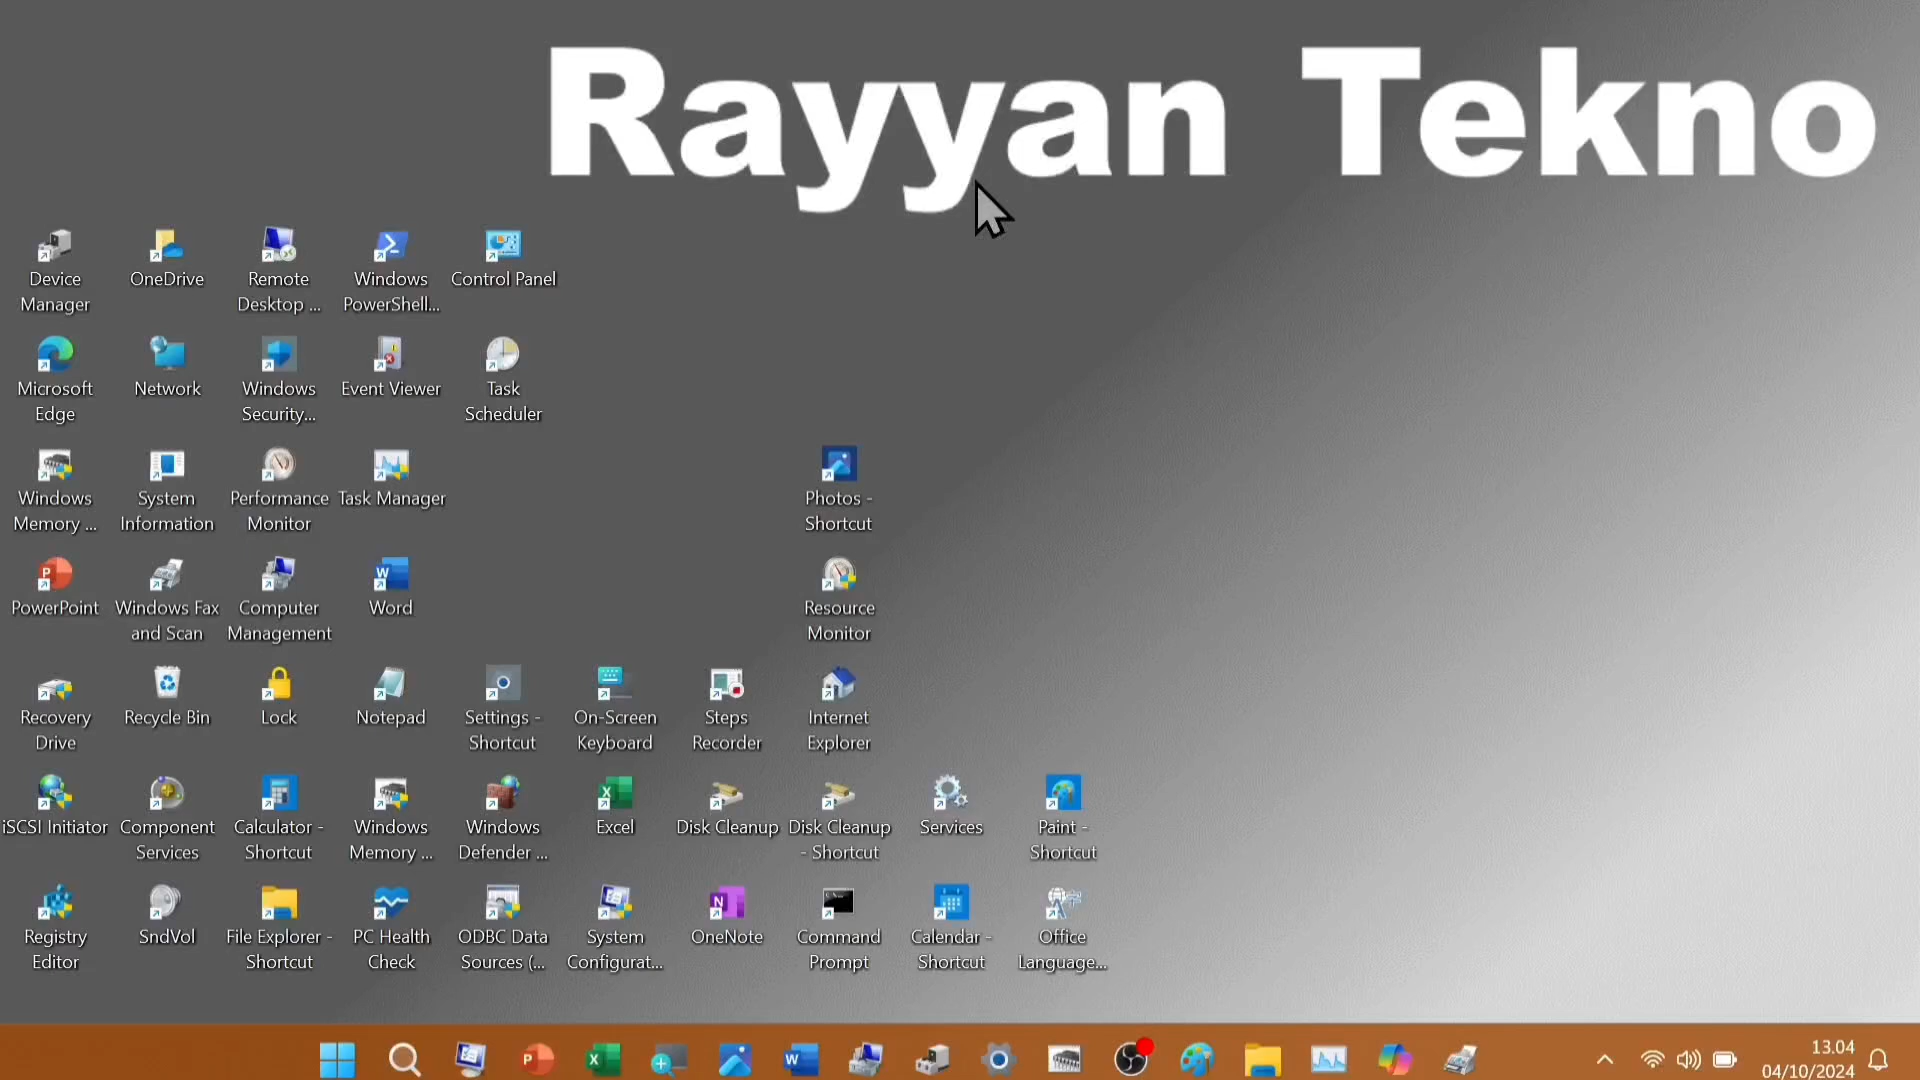 Rayyan Tekno
Device
Manager
OneDrive
Remote
Desktop ...
Windows
PowerShell...
Control Panel
Microsoft
Edge
Network
Windows
Security...
Event Viewer
Task
Scheduler
Windows
Memory ...
System
Information
Performance
Monitor
Task Manager
Photos -
Shortcut
PowerPoint
Windows Fax
and Scan
Computer
Management
Word
Resource
Monitor
Recovery
Drive
Recycle Bin
Lock
Notepad
Settings -
Shortcut
On-Screen
Keyboard
Steps
Recorder
Internet
Explorer
iSCSI Initiator
Component
Services
Calculator -
Shortcut
Windows
Memory ...
Windows
Defender ...
Excel
Disk Cleanup
Disk Cleanup
- Shortcut
Services
Paint -
Shortcut
Registry
Editor
SndVol
File Explorer -
Shortcut
PC Health
Check
ODBC Data
Sources (...
System
Configurat...
OneNote
Command
Prompt
Calendar -
Shortcut
Office
Language...
13.04
04/10/2024